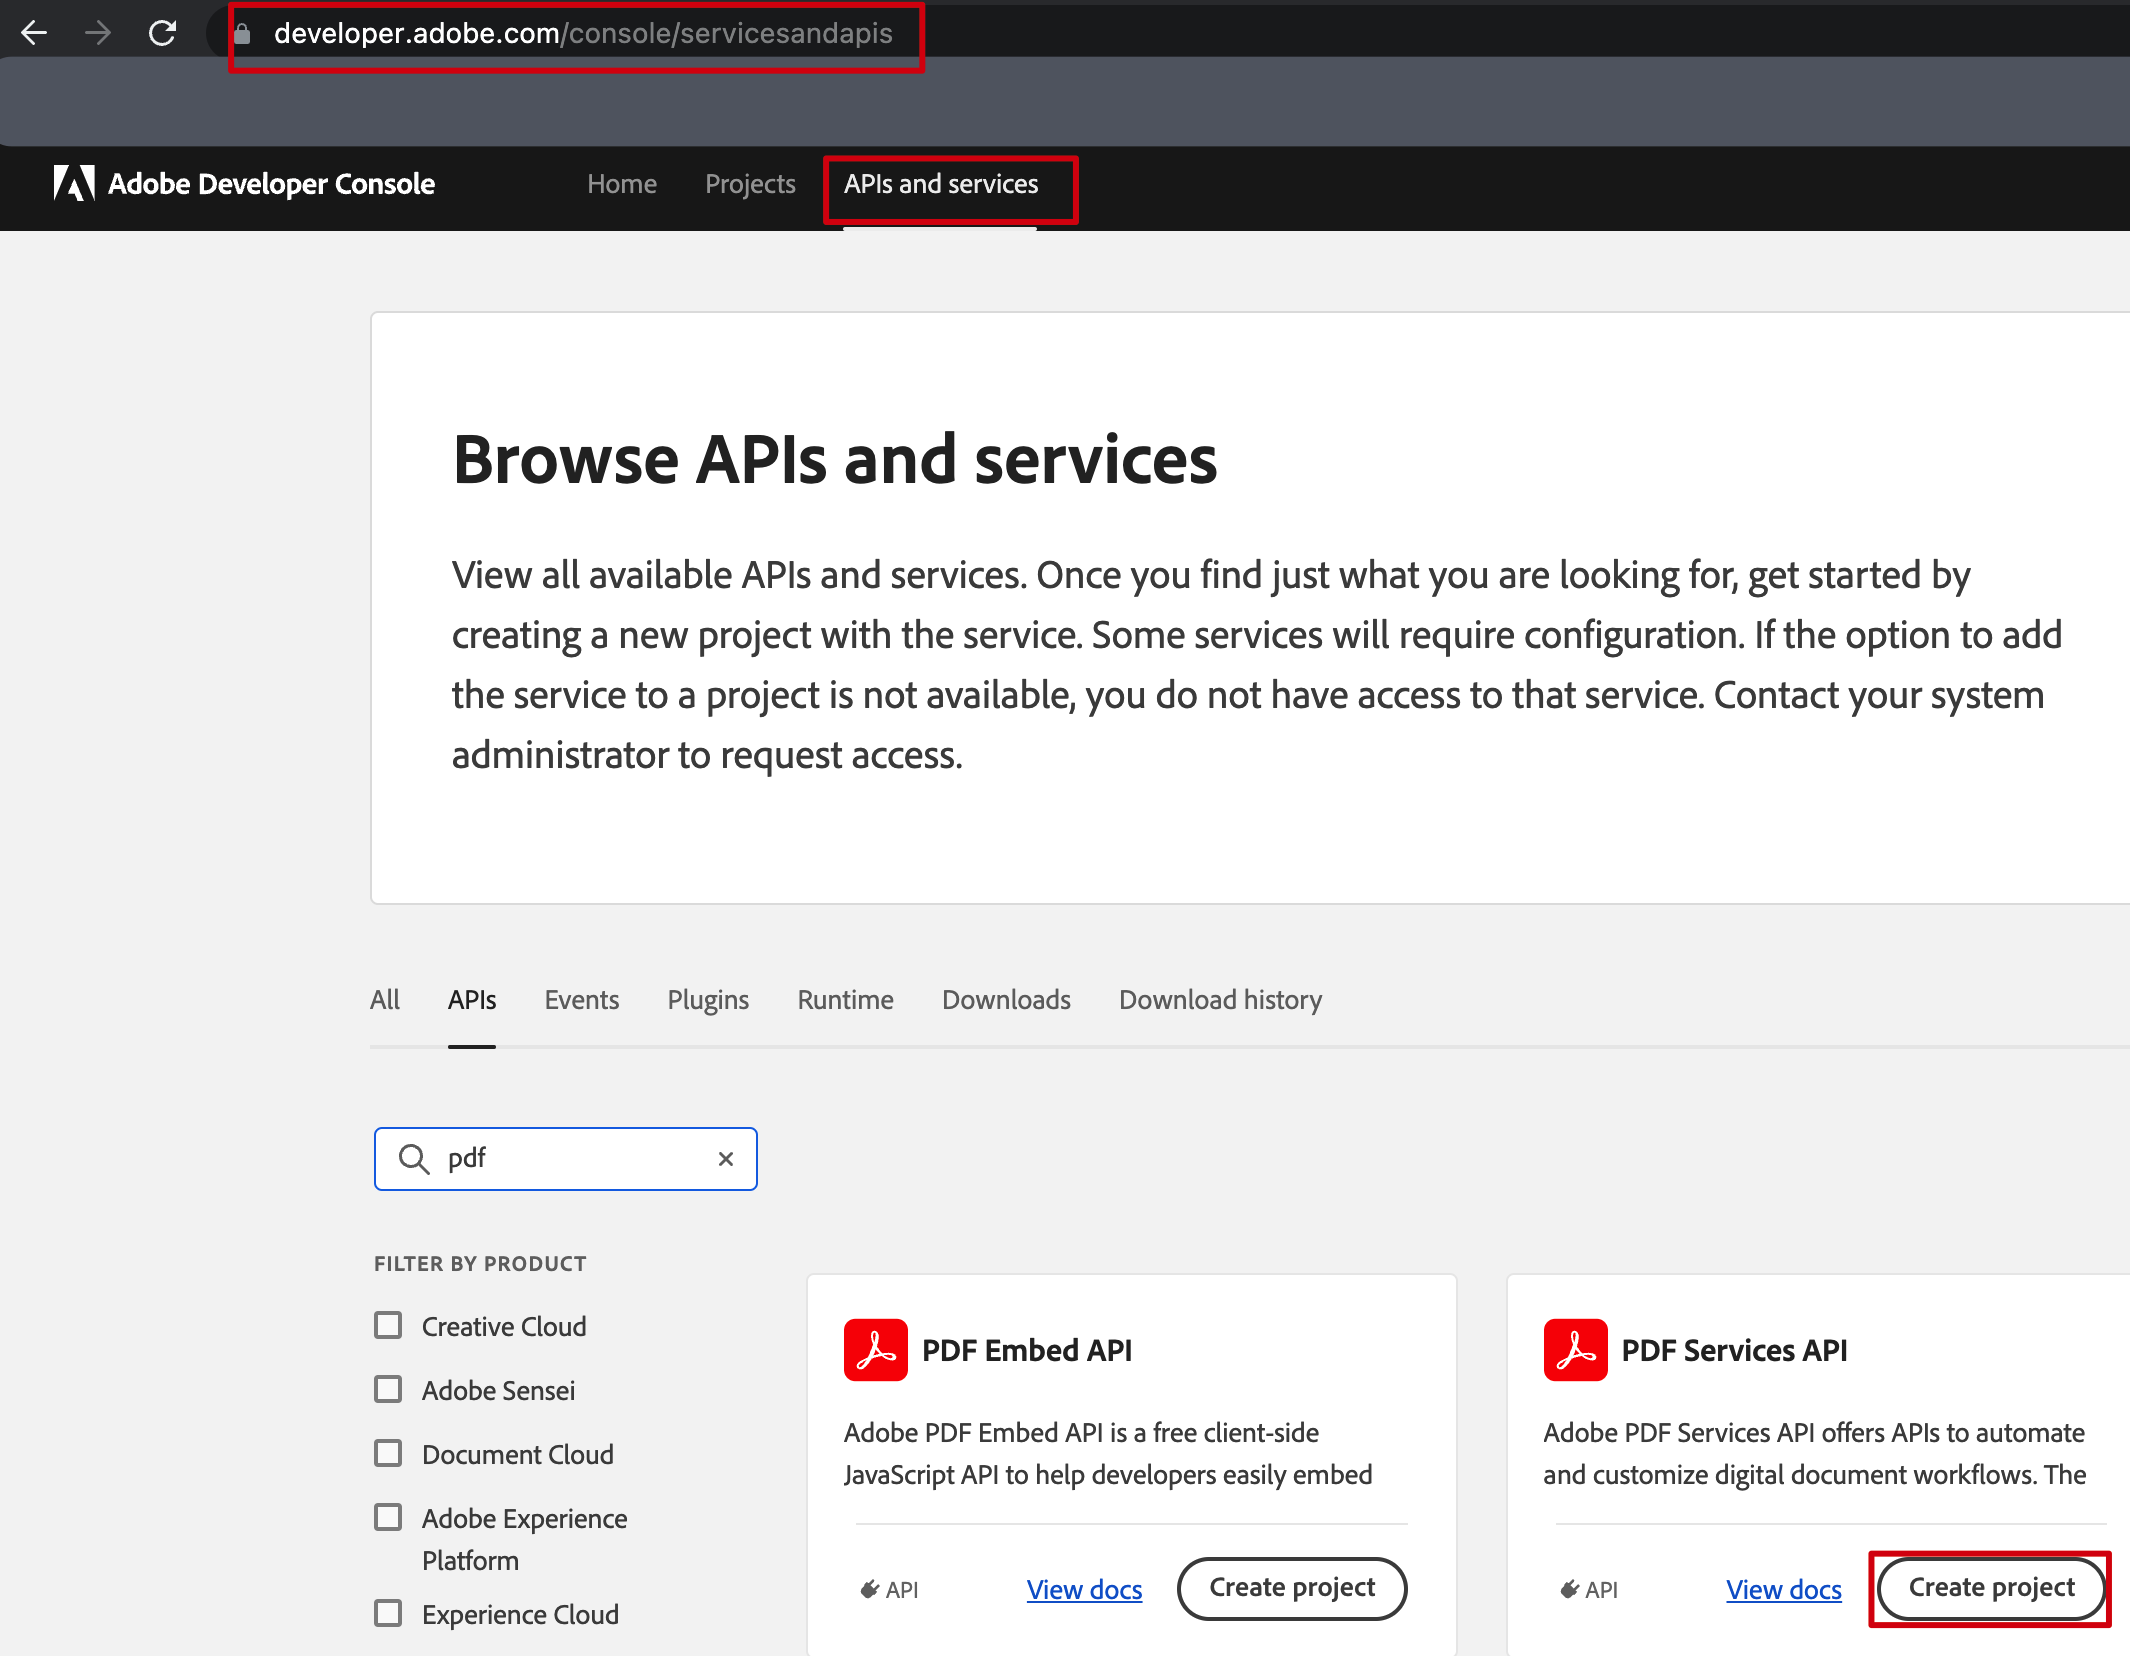 developer.adobe.com/console/servicesandapis
Adobe Developer Console
Home
Projects
APIs and services
Browse APIs and services
View all available APIs and services. Once you find just what you are looking for, get started by
creating a new project with the service. Some services will require configuration. If the option to add
the service to a project is not available, you do not have access to that service. Contact your system
administrator to request access.
All
APIs
Events
Plugins
Runtime
Downloads
Download history
pdf
FILTER BY PRODUCT
Creative Cloud
Adobe Sensei
Document Cloud
Adobe Experience
Platform
Experience Cloud
PDF Embed API
Adobe PDF Embed API is a free client-side
JavaScript API to help developers easily embed
API
View docs
Create project
PDF Services API
Adobe PDF Services API offers APIs to automate
and customize digital document workflows. The
API
View docs
Create project